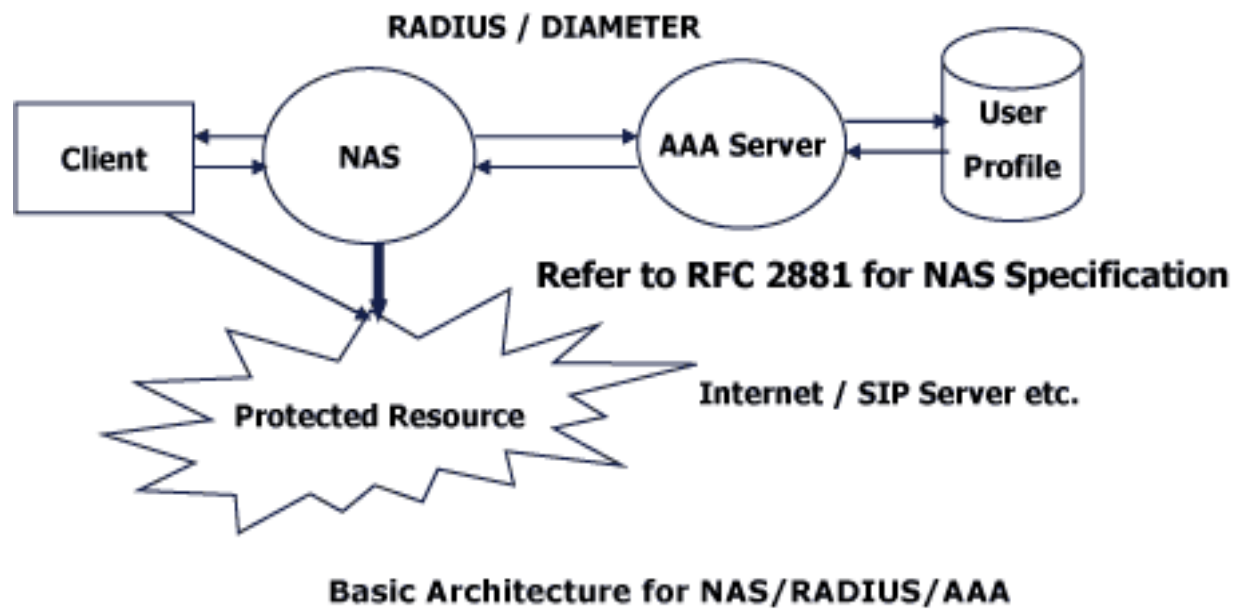 RADIUS / DIAMETER
Client
NAS
AAA Server
User
Profile
Refer to RFC 2881 for NAS Specification
Internet / SIP Server etc.
Protected Resource
Basic Architecture for NAS/RADIUS/AAA